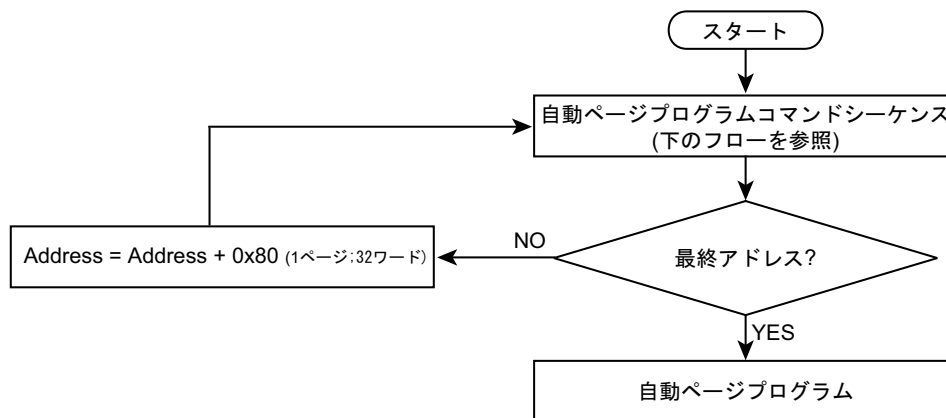 スタート
自動ページプログラムコマンドシーケンス
(下のフローを参照)
最終アドレス?
NO
Address = Address + 0x80 (1ページ;32ワード)
YES
自動ページプログラム